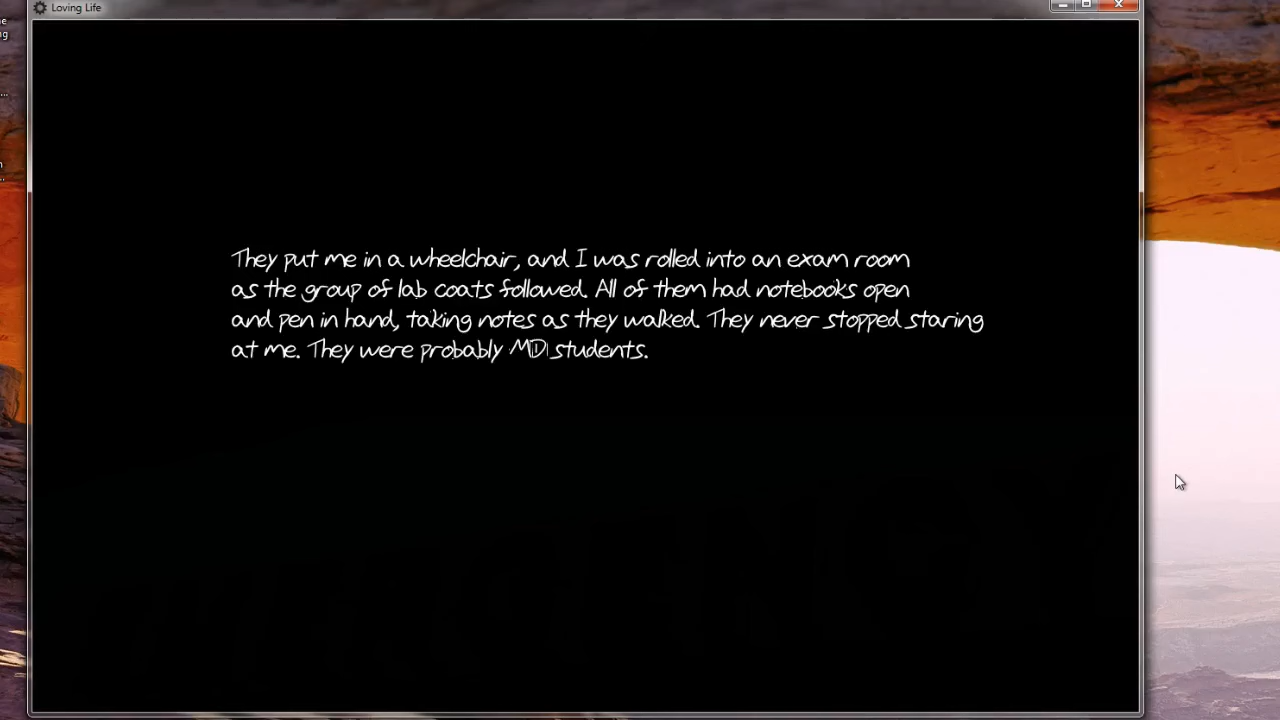 Loving Life
They put me in a wheelchair, and I was rolled into an exam room
as the group of lab coats followed. All of them had notebooks open
and pen in hand, taking notes as they walked. They never stopped staring
at me. They were probably MD students.